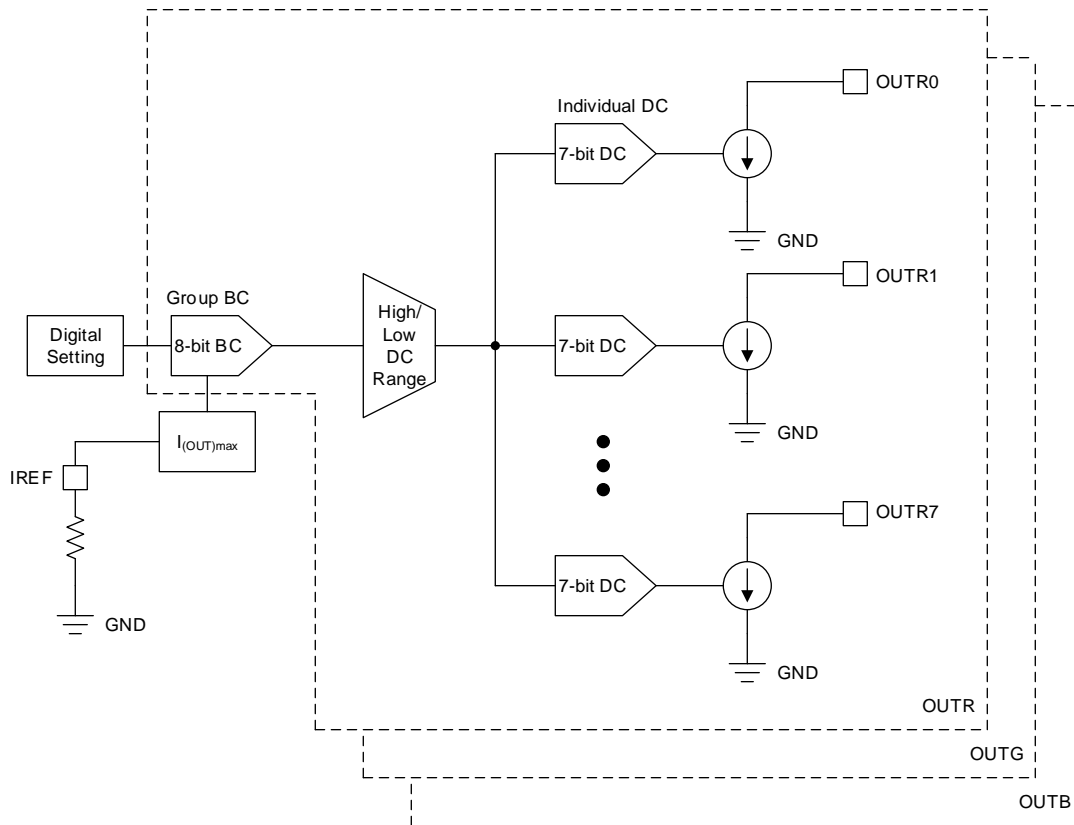 OUTR0
Individual DC
7-bit DC
GND
OUTR1
Group BC
High/
Low
DC
Range
Digital
Setting
8-bit BC
7-bit DC
GND
I(OUT)max
IREF
OUTR7
7-bit DC
GND
GND
OUTR
OUTG
OUTB